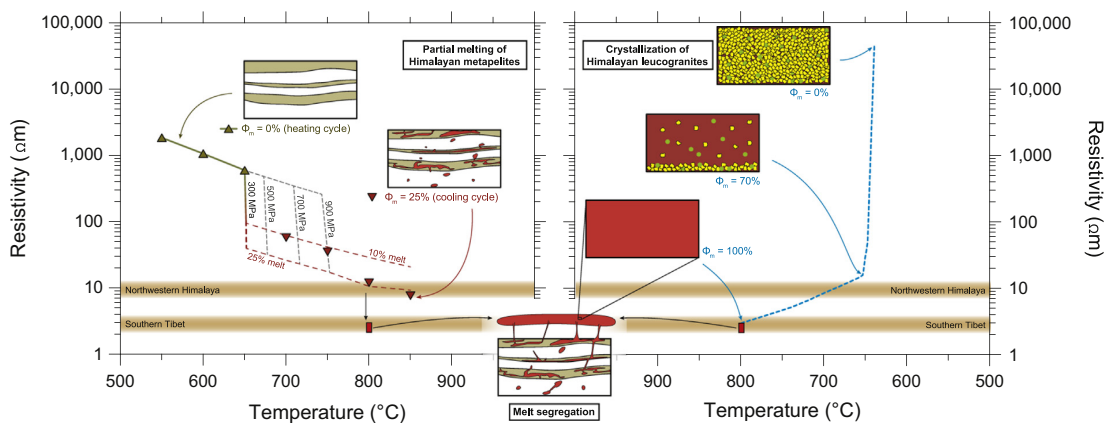 100,000
10,000
1,000
100
10
1
Resistivity (Ωm)
500
600
700
800
900
Temperature (°C)
Partial melting of
Himalayan metapelites
Φm = 0% (heating cycle)
Φm = 25% (cooling cycle)
300 MPa
500 MPa
700 MPa
900 MPa
10% melt
25% melt
Northwestern Himalaya
Southern Tibet
Melt segregation
Crystallization of
Himalayan leucogranites
Φm = 0%
Φm = 70%
Φm = 100%
Northwestern Himalaya
Southern Tibet
900
800
700
600
500
Temperature (°C)
100,000
10,000
1,000
100
10
1
Resistivity (Ωm)